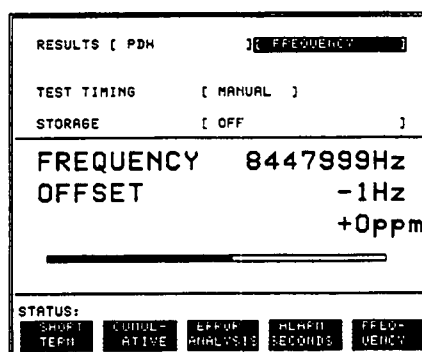 RESULTS [ PDH ][ FREQUENCY ]
TEST TIMING [ MANUAL ]
STORAGE [ OFF ]
FREQUENCY 8447999Hz
OFFSET -1Hz
+0ppm
STATUS:
SHORT TERM CUMUL- ATIVE ERROR ANALYSIS ALARM SECONDS FREQ- UENCY